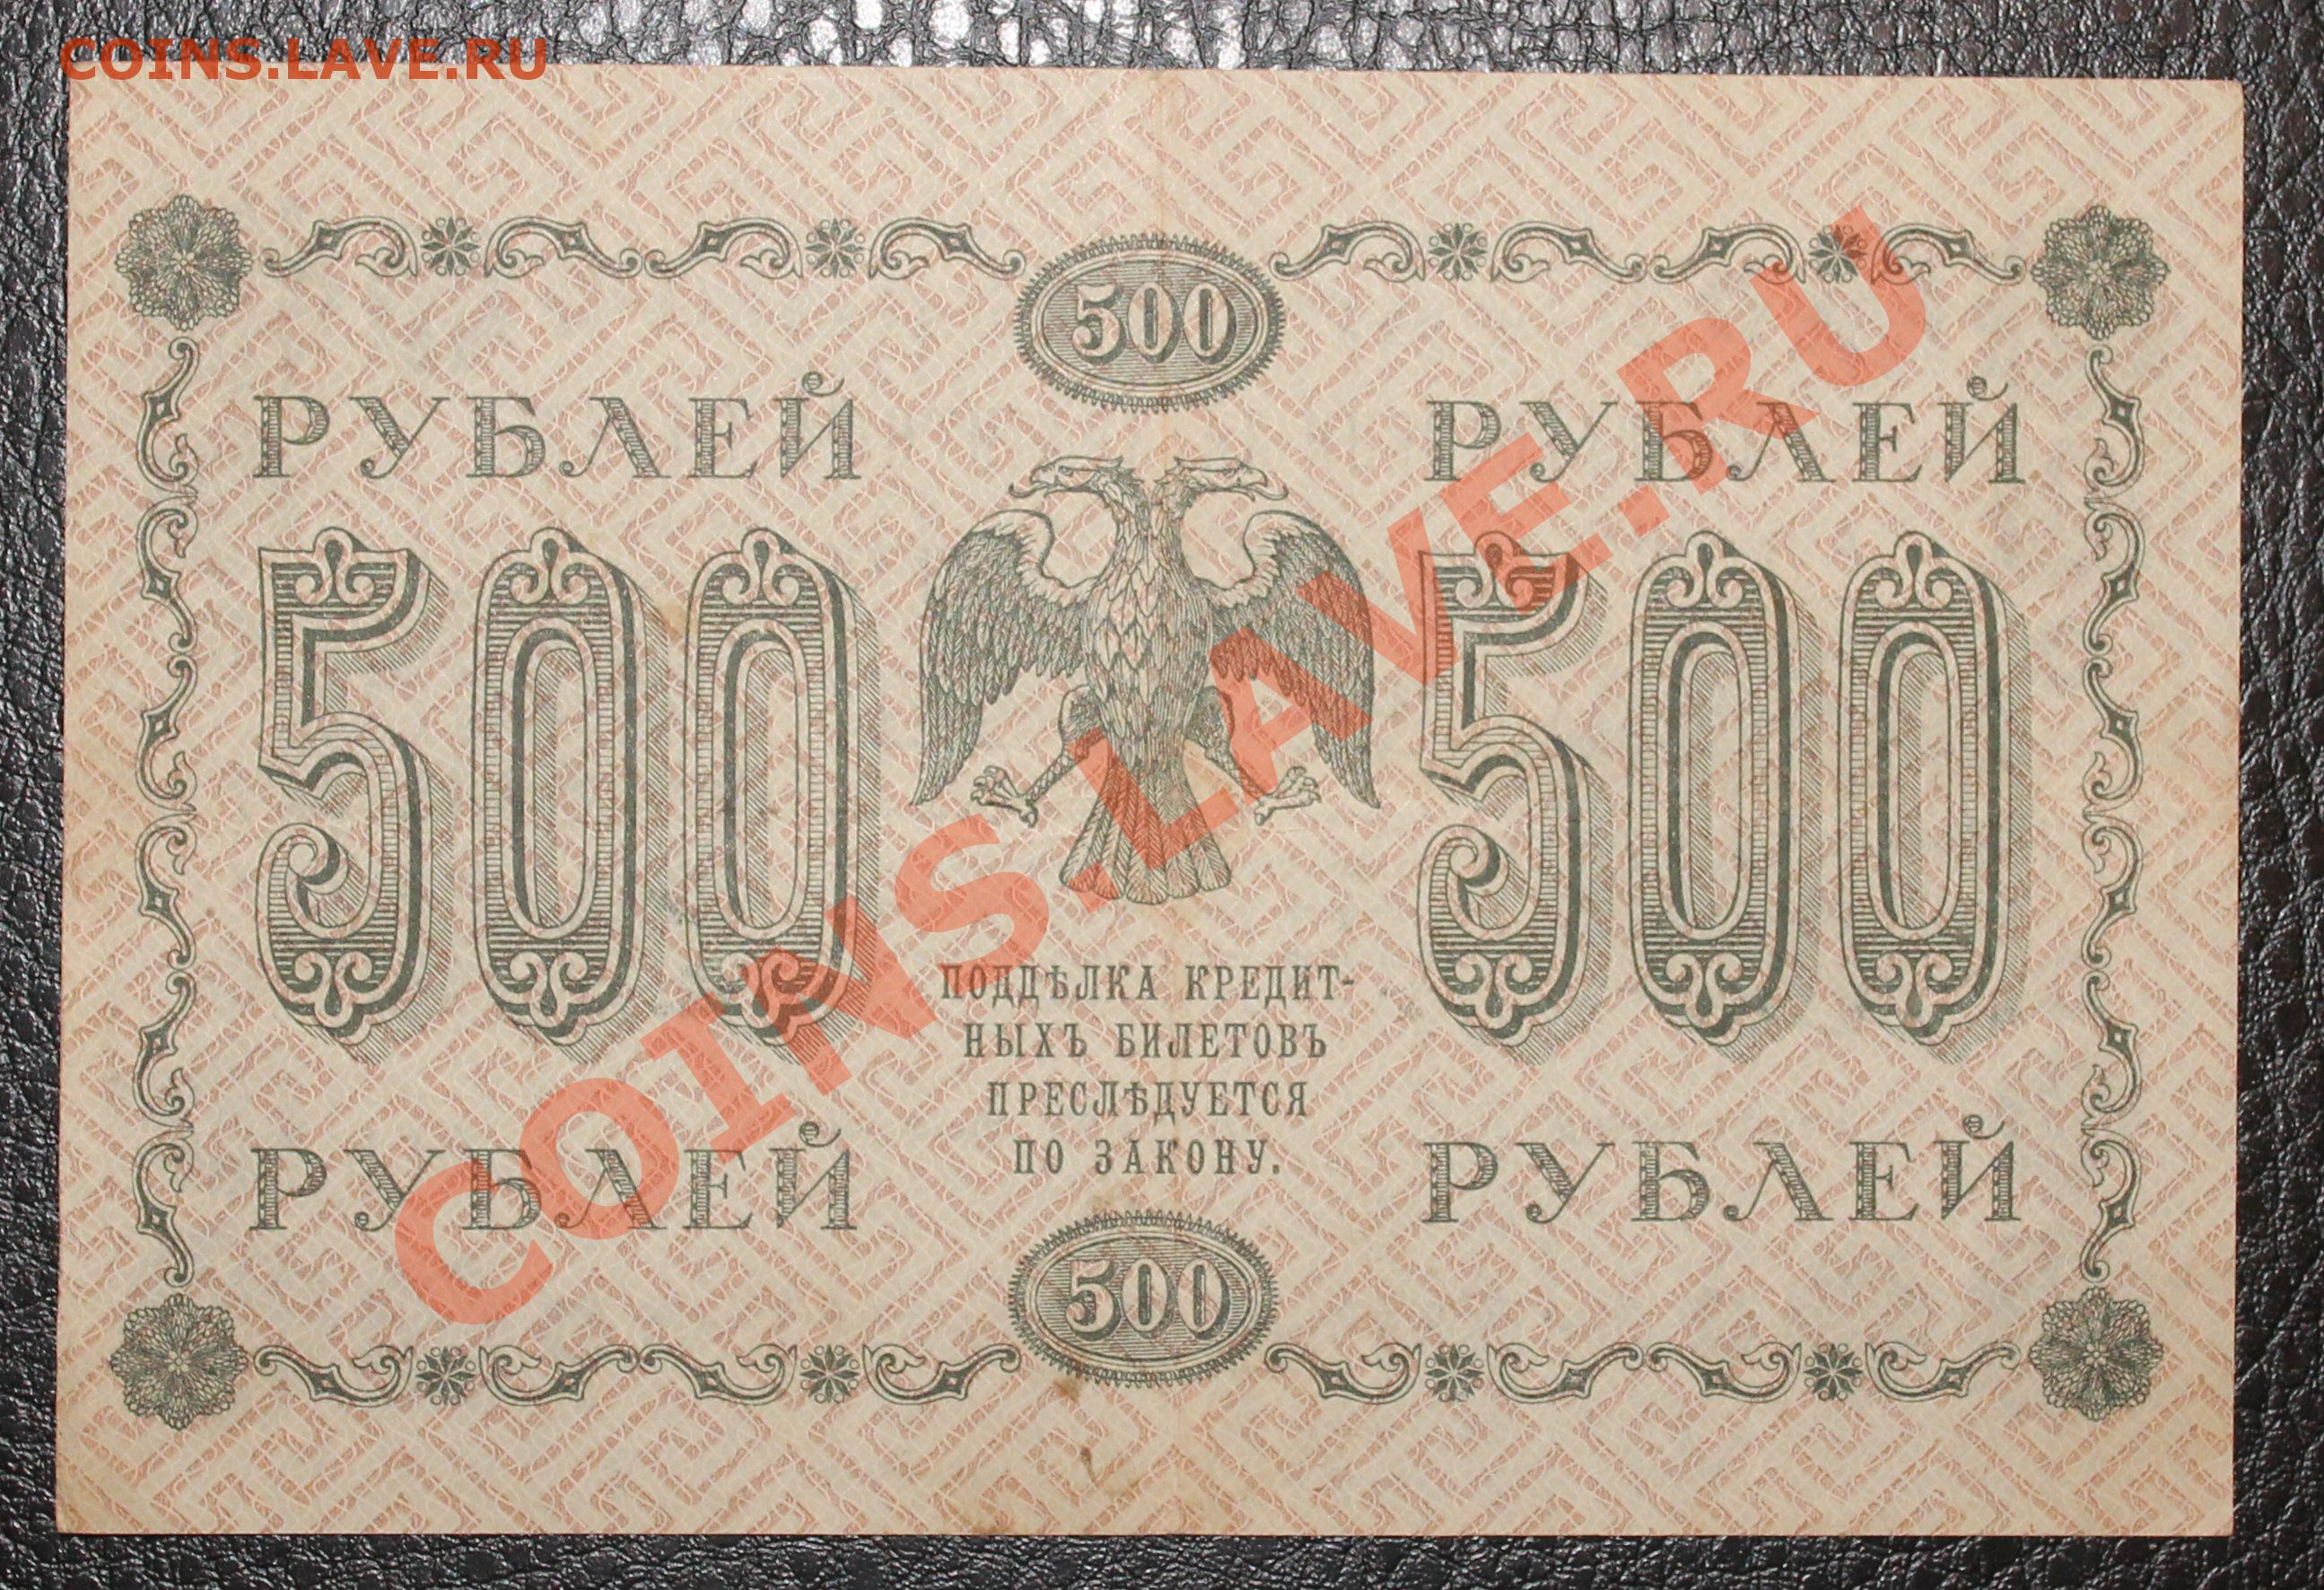 COINS.LAVE.RU
500
РУБЛЕЙ РУБЛЕЙ
500 500
ПОДДѢЛКА КРЕДИТ-
НЫХЪ БИЛЕТОВЪ
ПРЕСЛѢДУЕТСЯ
ПО ЗАКОНУ.
РУБЛЕЙ РУБЛЕЙ
500
COINS.LAVE.RU